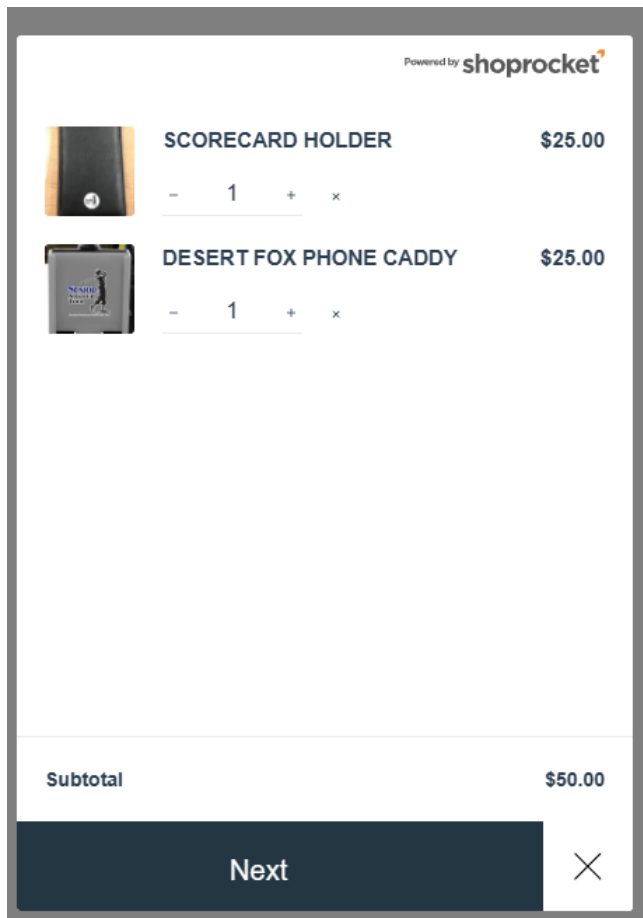 Powered by shoprocket
SCORECARD HOLDER $25.00
- 1 + ×
DESERT FOX PHONE CADDY $25.00
SENIOR
- 1 + ×
Subtotal $50.00
Next ×